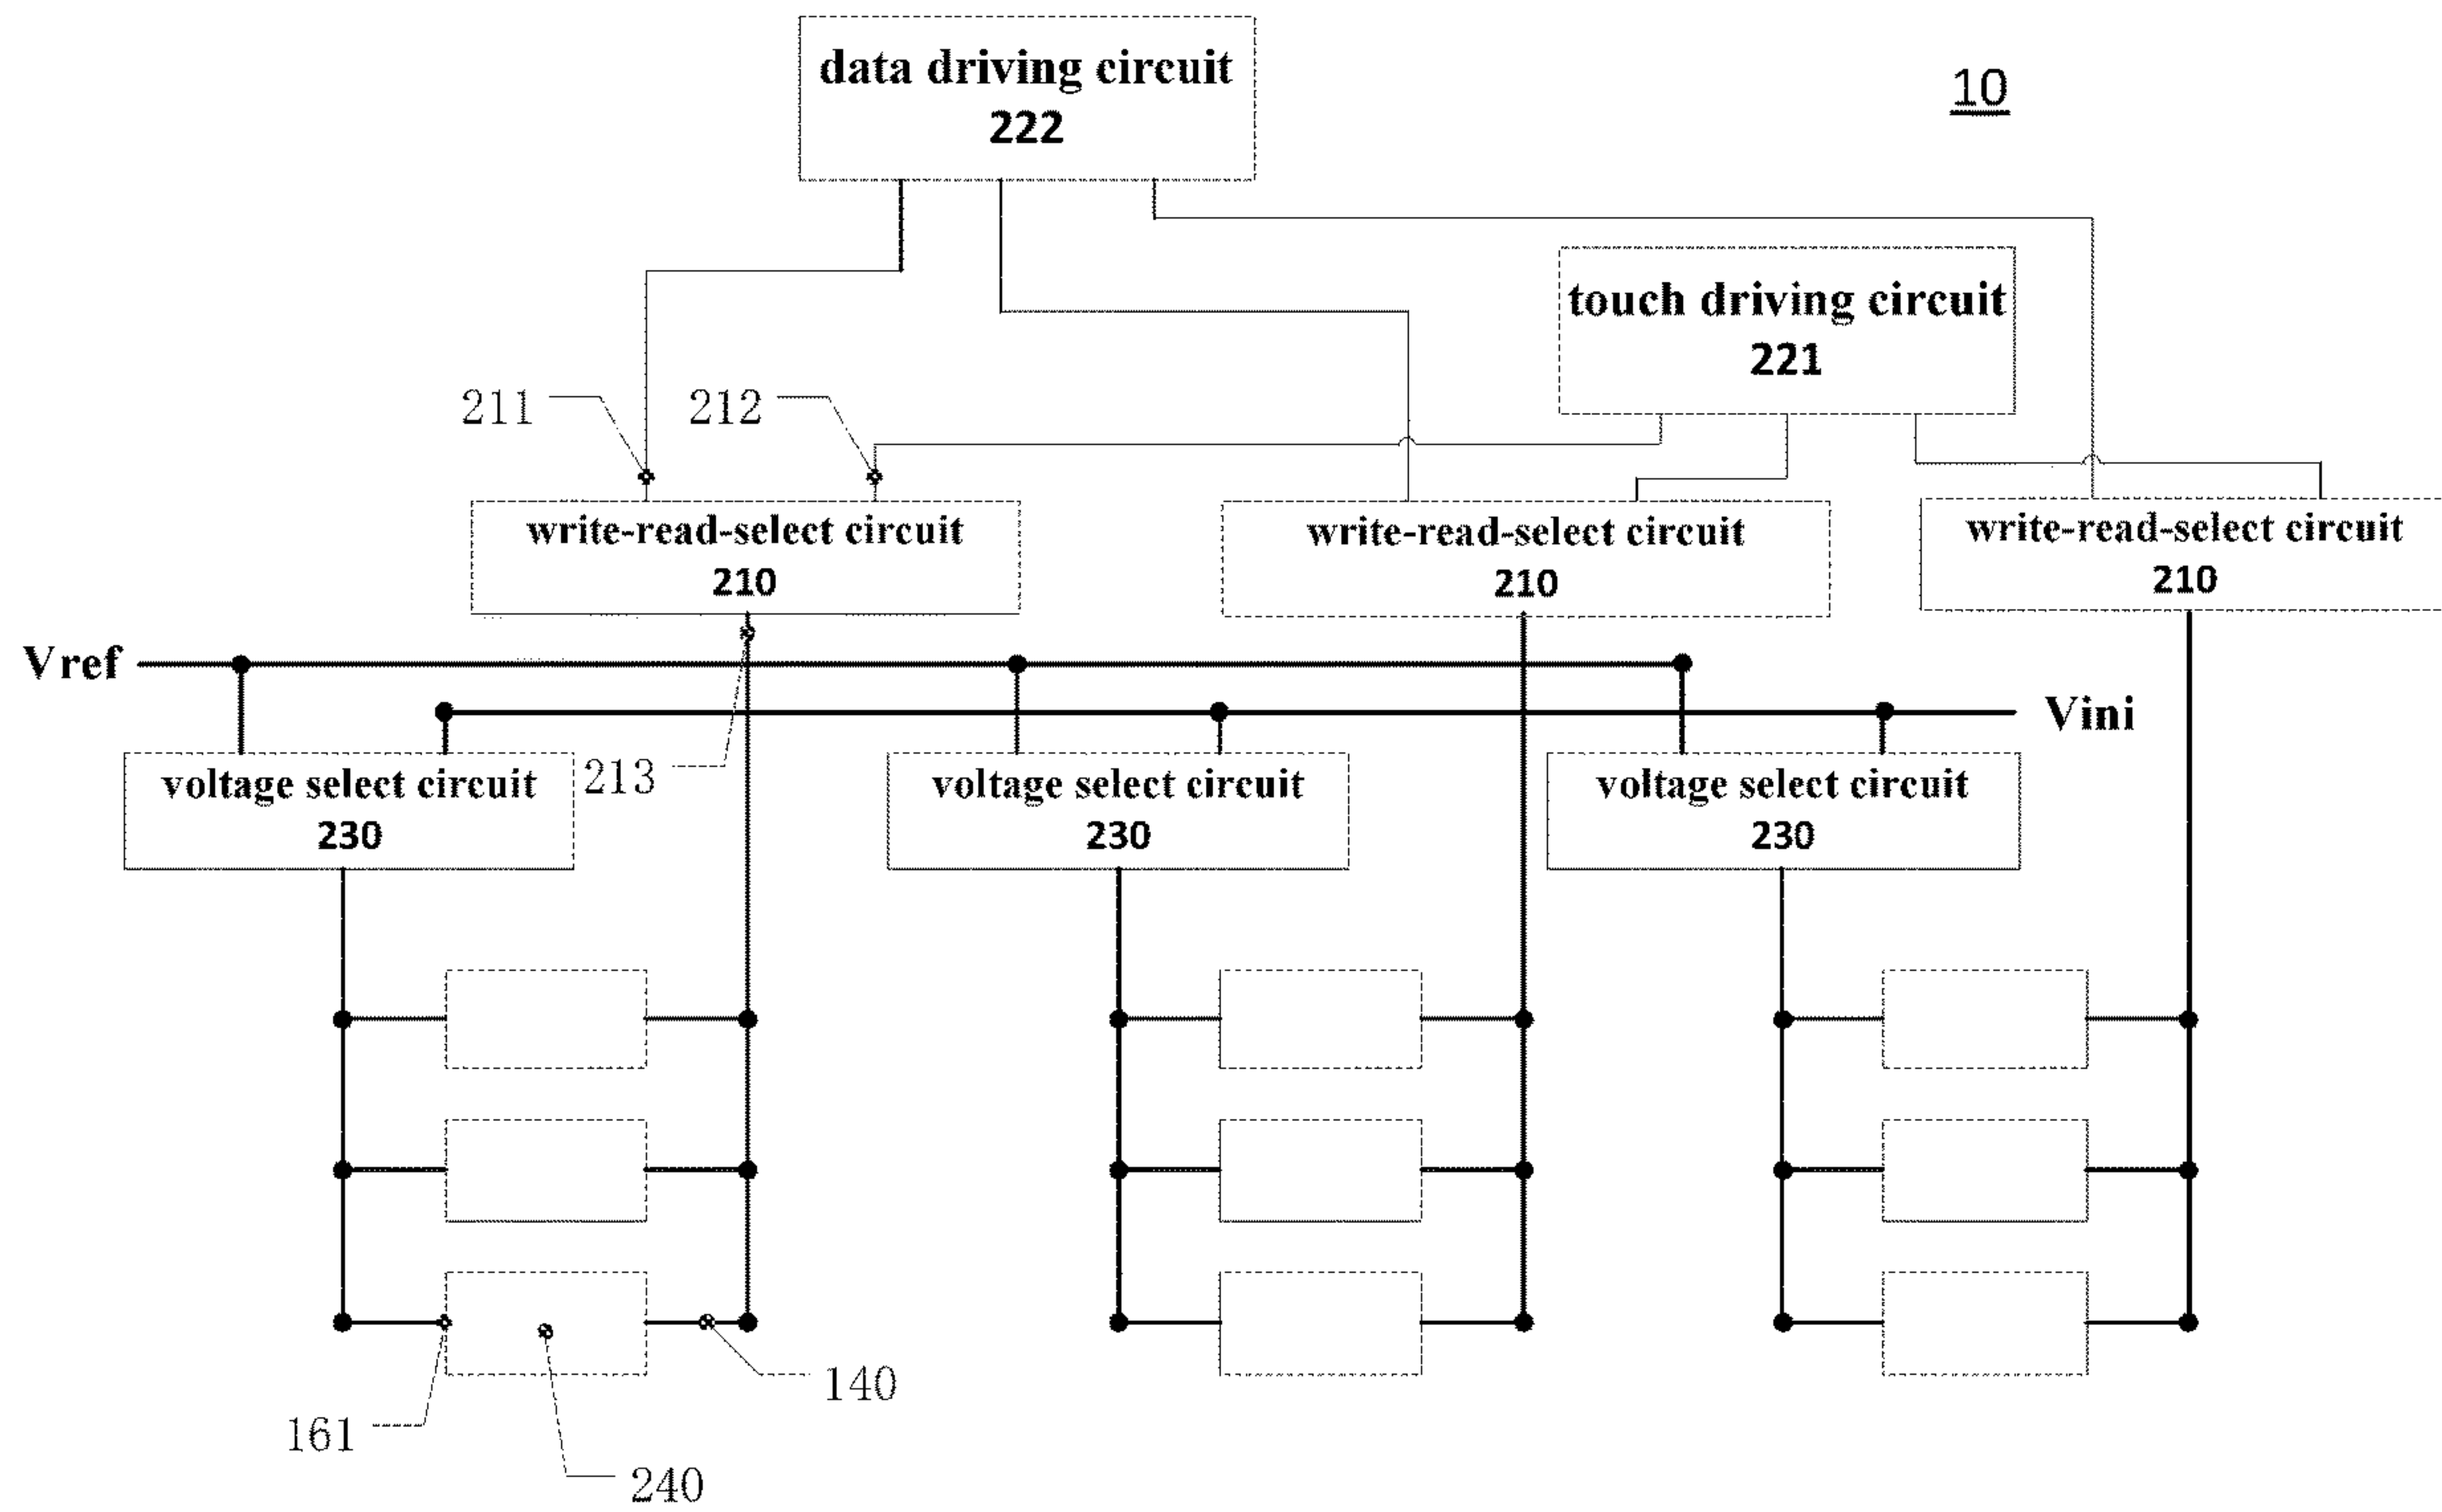 data driving circuit
222
10
touch driving circuit
221
211
212
write-read-select circuit
210
write-read-select circuit
210
write-read-select circuit
210
Vref
Vini
voltage select circuit
230
213
voltage select circuit
230
voltage select circuit
230
140
161
240